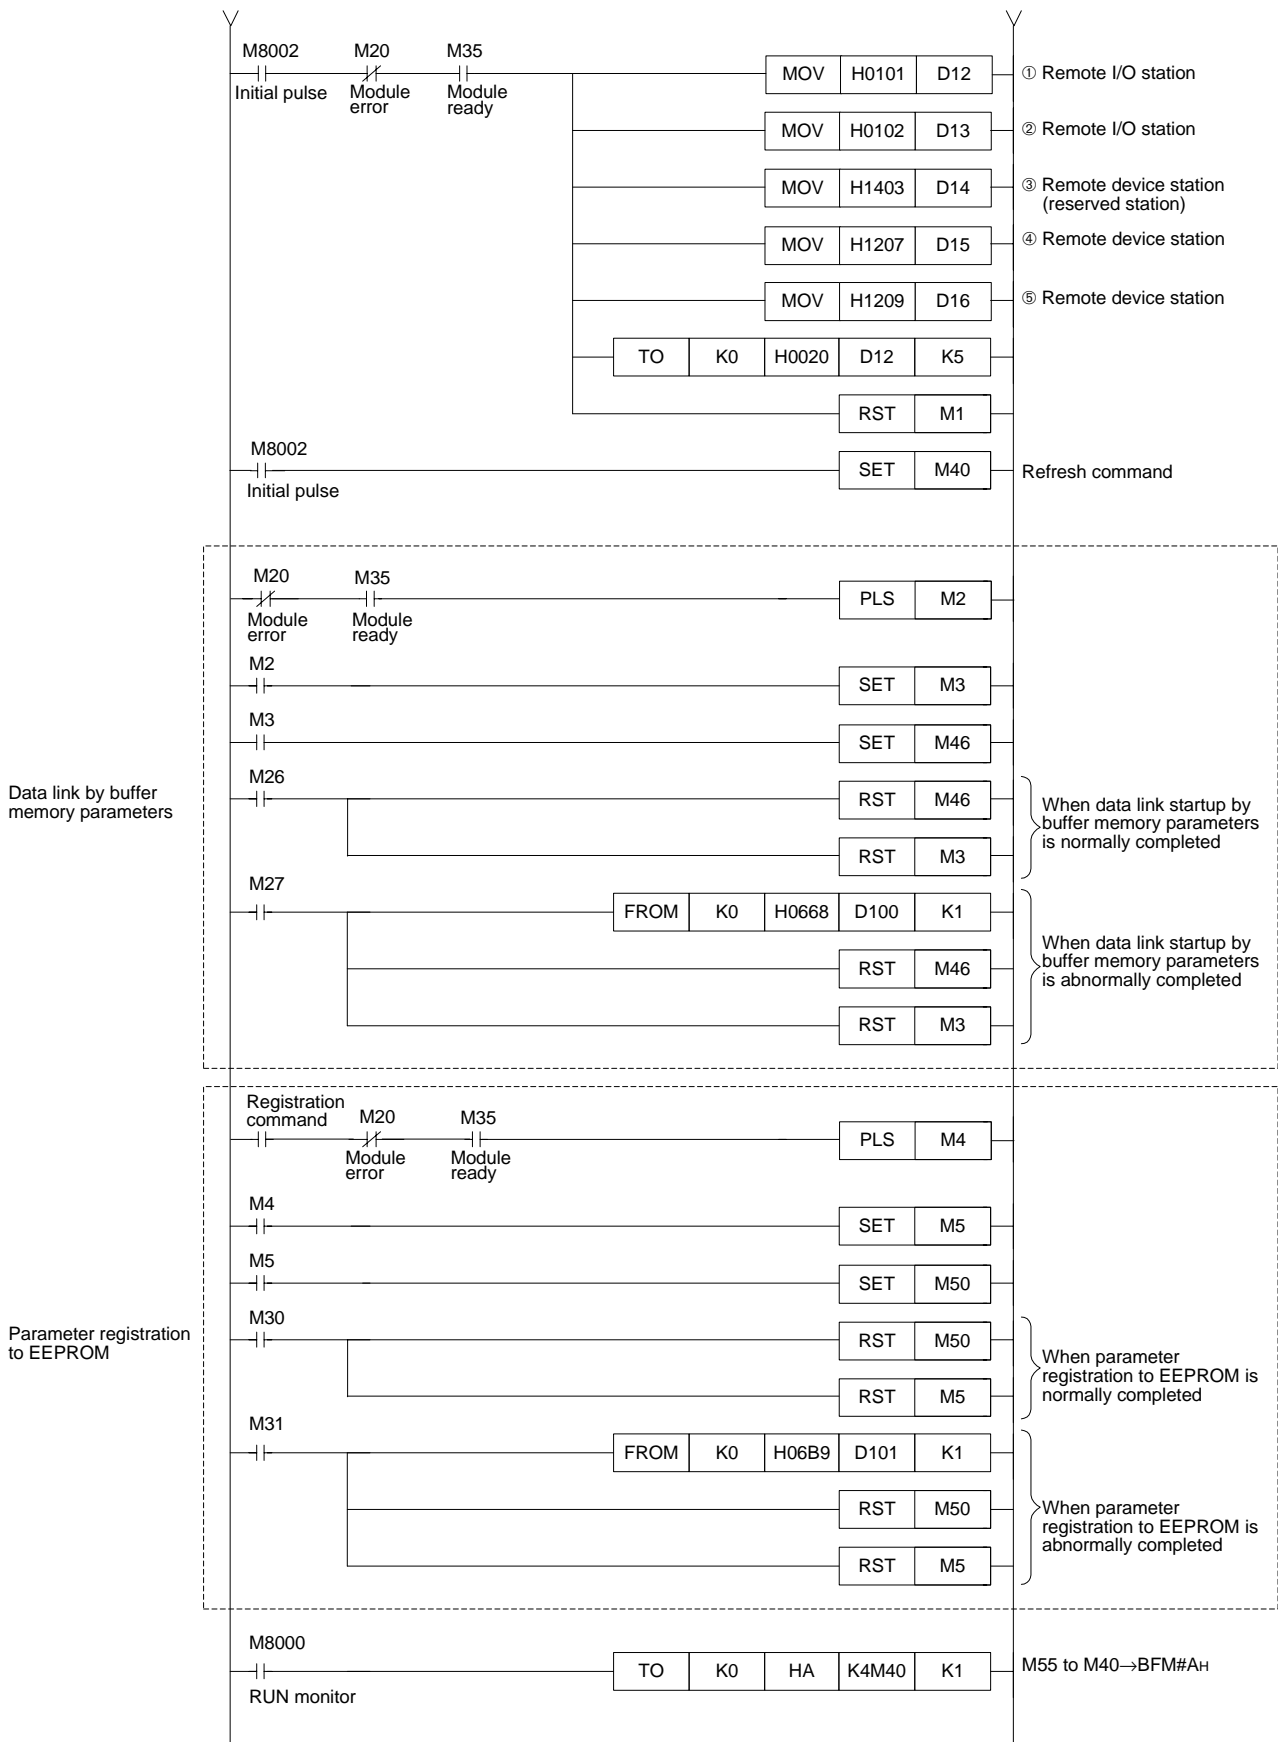 M8002 M20 M35
MOV H0101 D12 ① Remote I/O station
Initial pulse Module error Module ready
MOV H0102 D13 ② Remote I/O station
MOV H1403 D14 ③ Remote device station
(reserved station)
MOV H1207 D15 ④ Remote device station
MOV H1209 D16 ⑤ Remote device station
TO K0 H0020 D12 K5
RST M1
M8002
SET M40 Refresh command
Initial pulse
Data link by buffer
memory parameters
M20 M35
PLS M2
Module error Module ready
M2
SET M3
M3
SET M46
M26
RST M46
RST M3
When data link startup by
buffer memory parameters
is normally completed
M27
FROM K0 H0668 D100 K1
RST M46
RST M3
When data link startup by
buffer memory parameters
is abnormally completed
Parameter registration
to EEPROM
Registration
command M20 M35
PLS M4
Module error Module ready
M4
SET M5
M5
SET M50
M30
RST M50
RST M5
When parameter
registration to EEPROM is
normally completed
M31
FROM K0 H06B9 D101 K1
RST M50
RST M5
When parameter
registration to EEPROM is
abnormally completed
M8000
TO K0 HA K4M40 K1 M55 to M40→BFM#AH
RUN monitor